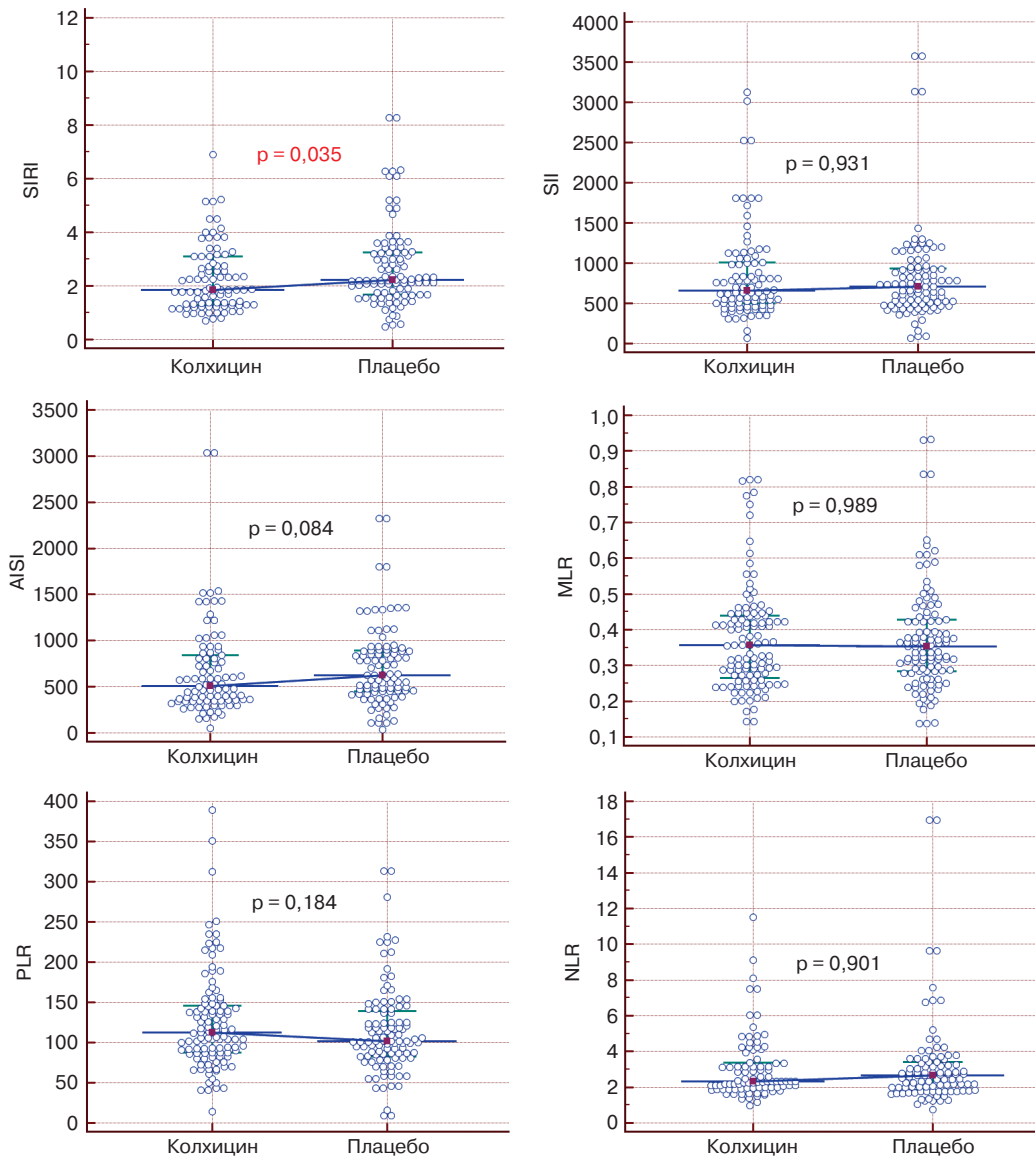 SIRI
12
10
8
6
4
2
0
p = 0,035
Колхицин Плацебо
SII
4000
3500
3000
2500
2000
1500
1000
500
0
p = 0,931
Колхицин Плацебо
AISI
3500
3000
2500
2000
1500
1000
500
0
p = 0,084
Колхицин Плацебо
MLR
1,0
0,9
0,8
0,7
0,6
0,5
0,4
0,3
0,2
0,1
p = 0,989
Колхицин Плацебо
PLR
400
350
300
250
200
150
100
50
0
p = 0,184
Колхицин Плацебо
NLR
18
16
14
12
10
8
6
4
2
0
p = 0,901
Колхицин Плацебо